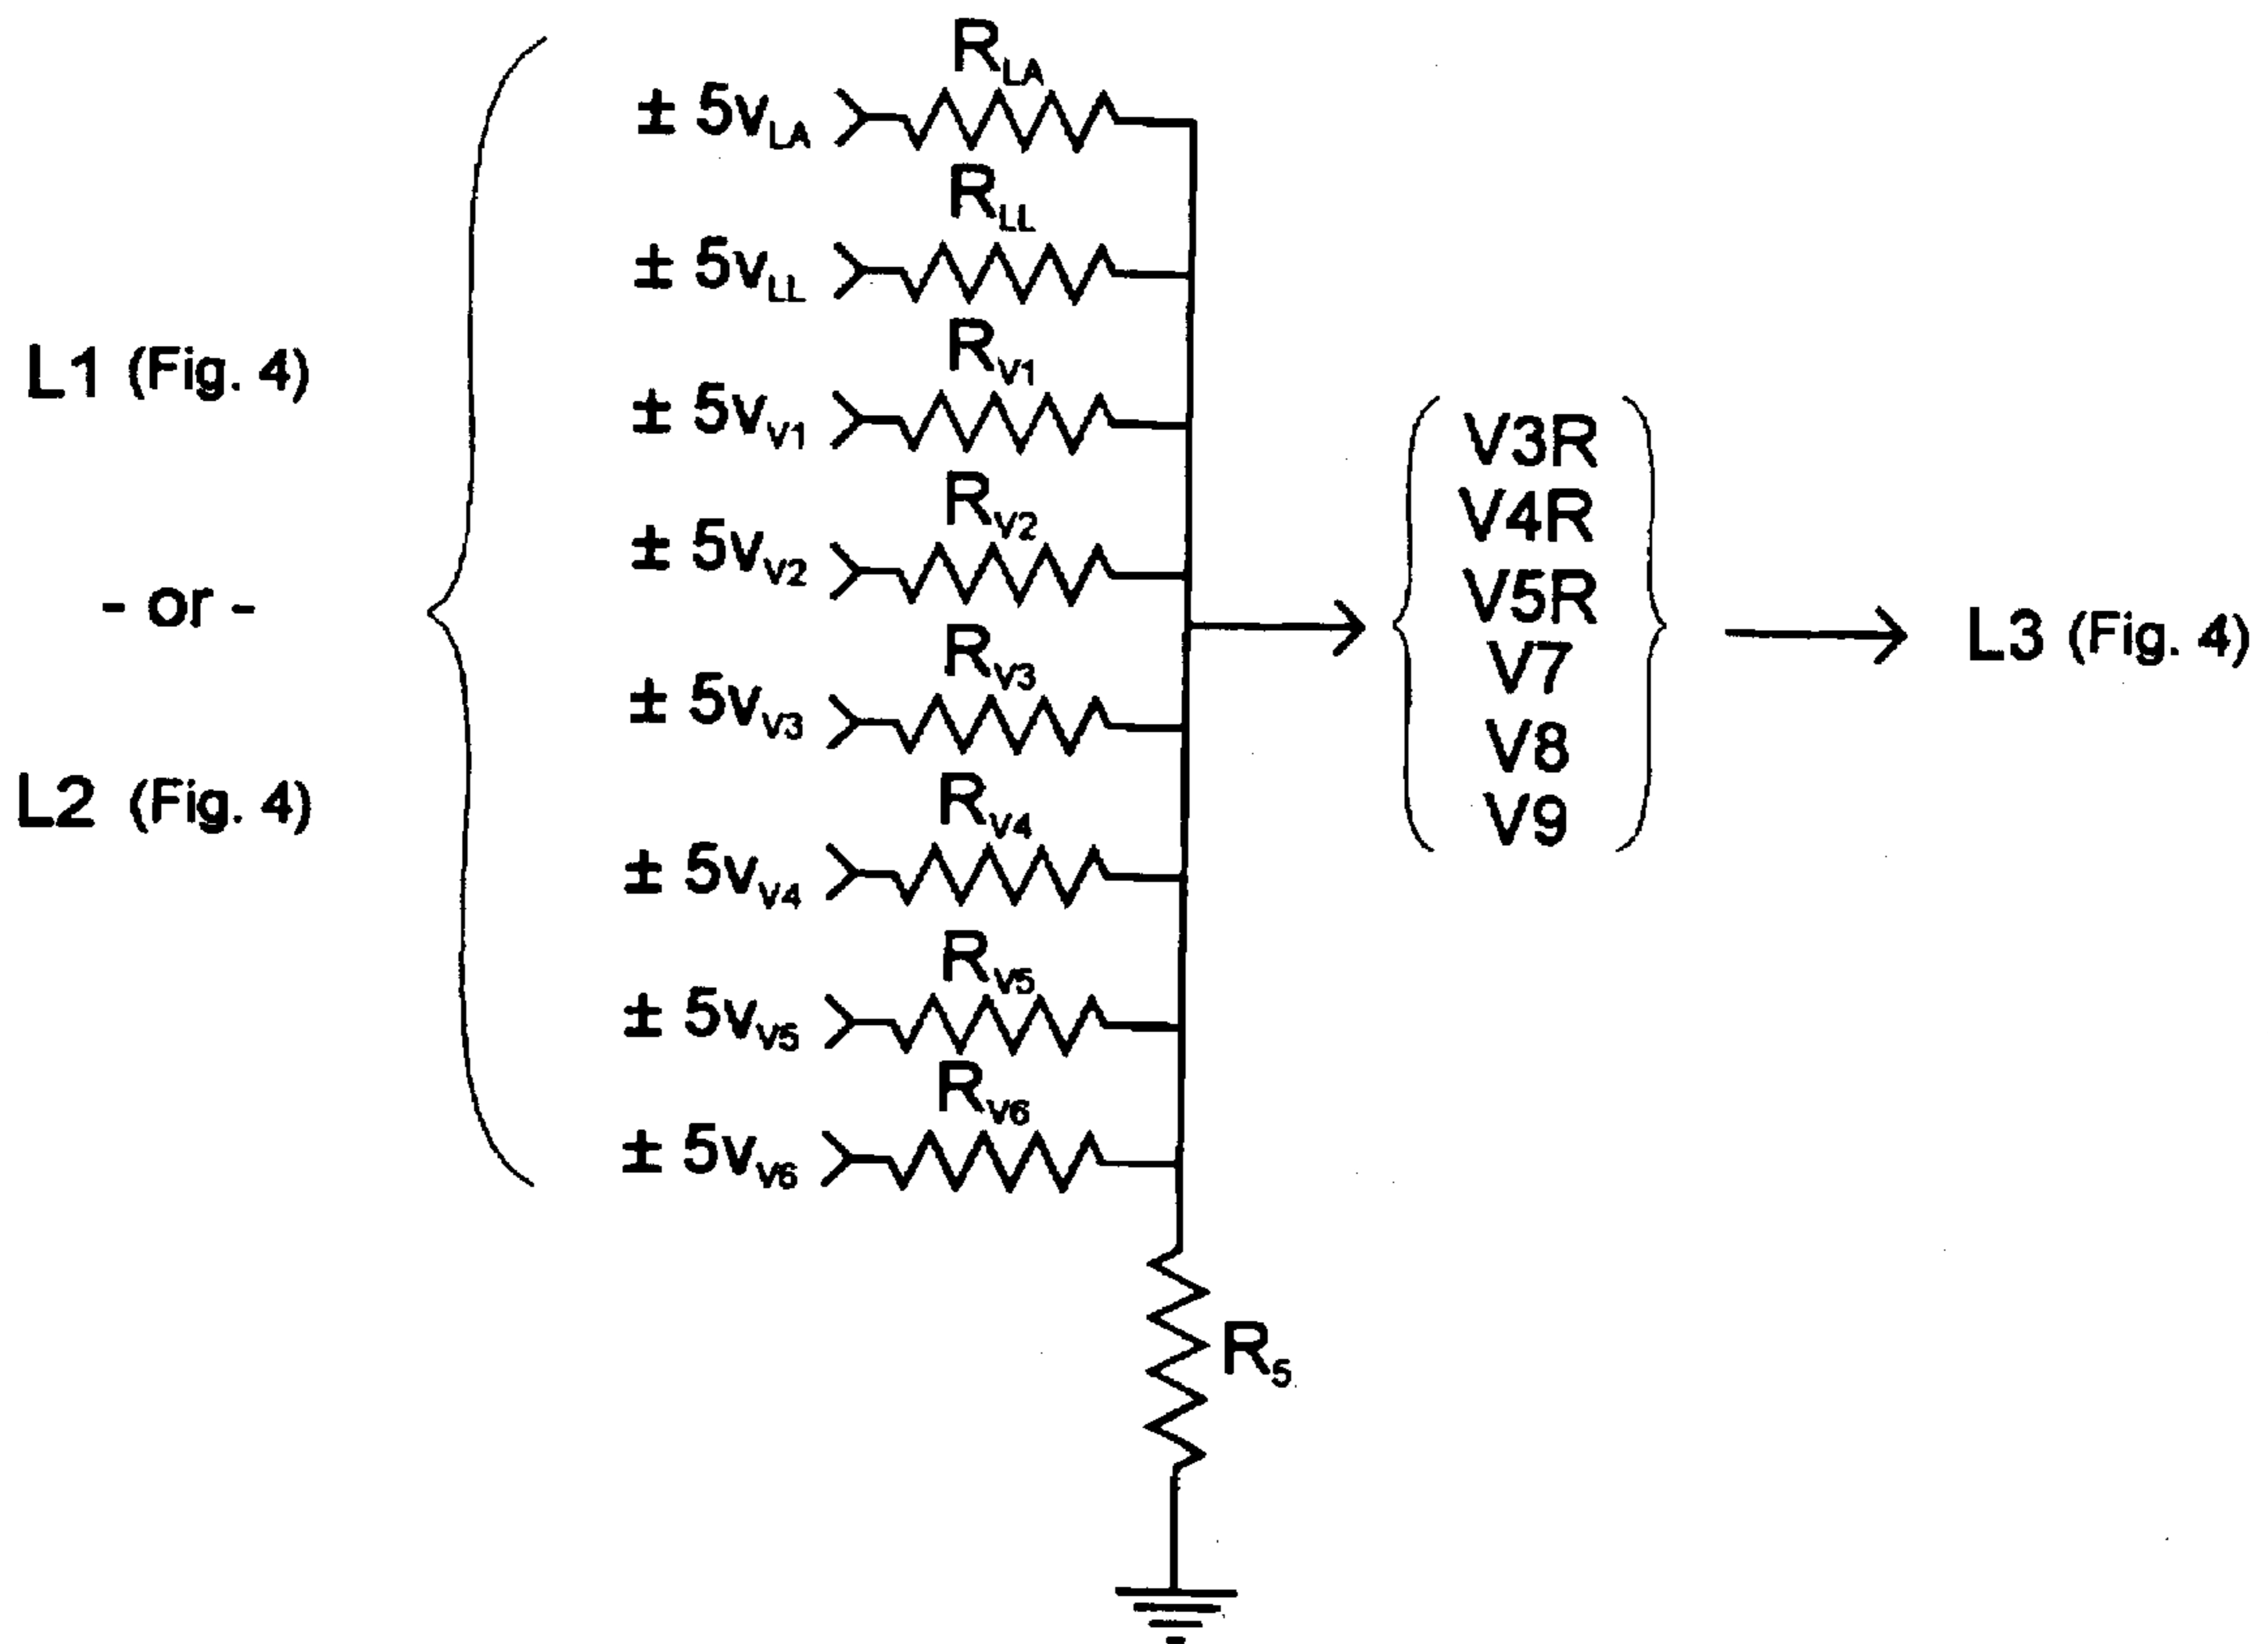 R_LA
± 5v_LA
R_LL
± 5v_LL
R_V1
L1 (Fig. 4)
± 5v_V1
V3R
R_V2
V4R
± 5v_V2
- or -
V5R
R_V3
L3 (Fig. 4)
V7
± 5v_V3
V8
R_V4
L2 (Fig. 4)
V9
± 5v_V4
R_V5
± 5v_V5
R_V6
± 5v_V6
R_5